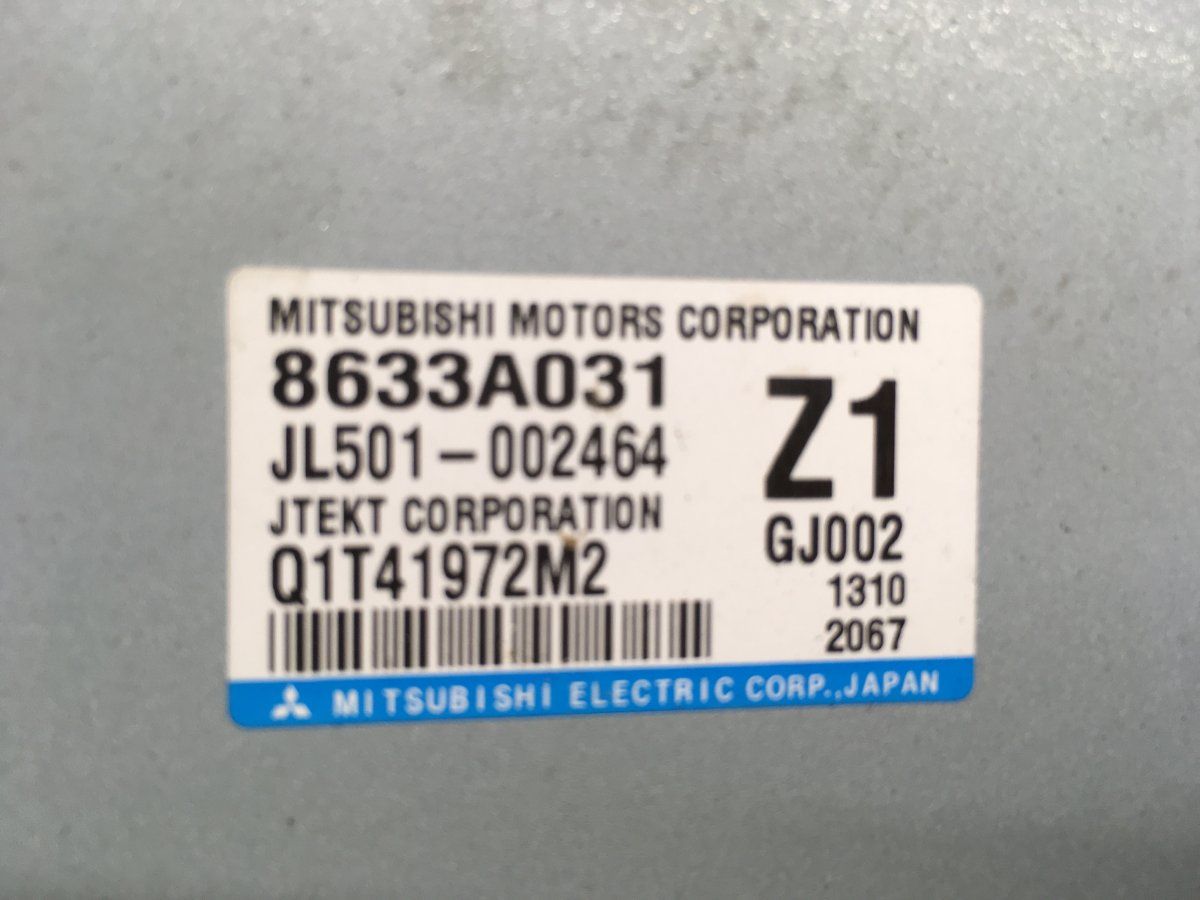 MITSUBISHI MOTORS CORPORATION
8633A031
JL501-002464
JTEKT CORPORATION
Q1T41972M2
Z1
GJ002
1310
2067
MITSUBISHI ELECTRIC CORP.,JAPAN